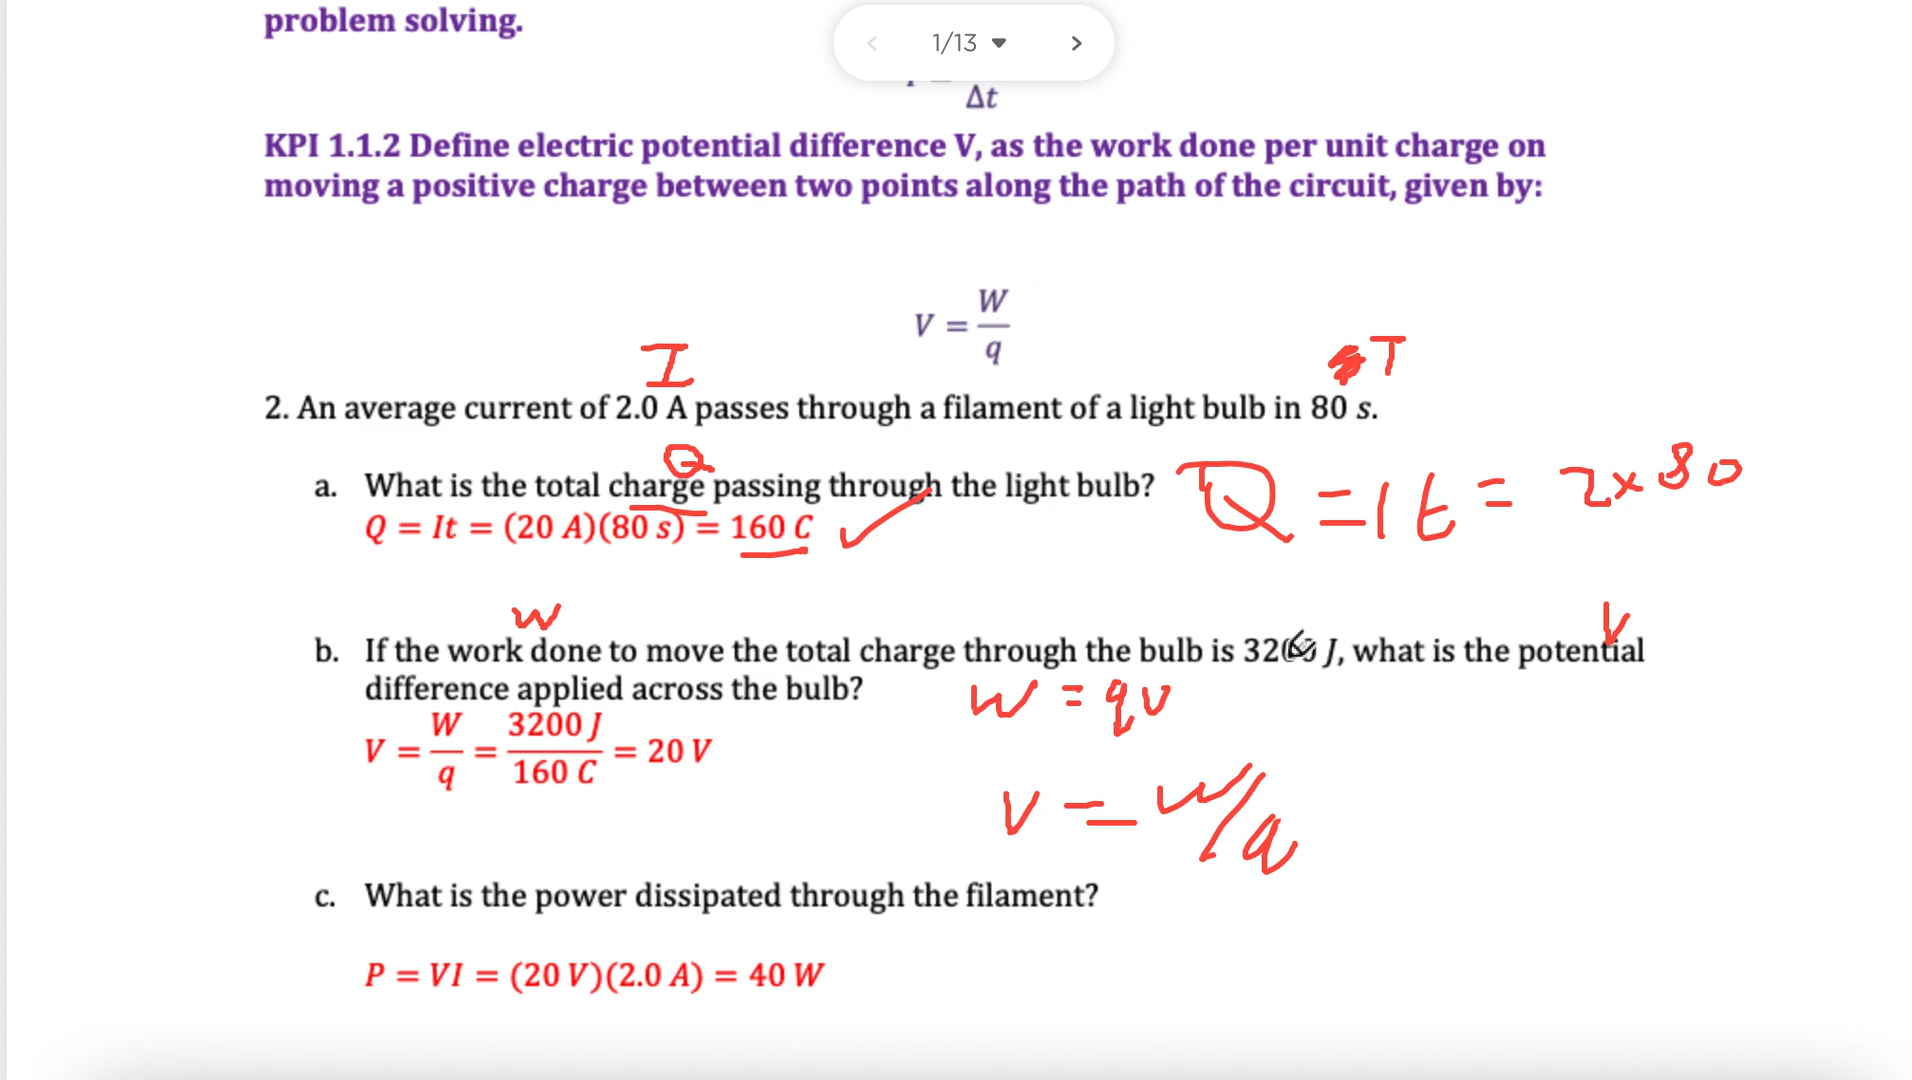 problem solving.
1/13
Δt
KPI 1.1.2 Define electric potential difference V, as the work done per unit charge on
moving a positive charge between two points along the path of the circuit, given by:
V = W/q
I
T
2. An average current of 2.0 A passes through a filament of a light bulb in 80 s.
Q
a. What is the total charge passing through the light bulb?
Q = It = 2x80
Q = It = (20 A)(80 s) = 160 C
W
V
b. If the work done to move the total charge through the bulb is 3200 J, what is the potential
difference applied across the bulb?
W = qv
V = W/q = 3200 J/160 C = 20 V
V = W/q
c. What is the power dissipated through the filament?
P = VI = (20 V)(2.0 A) = 40 W